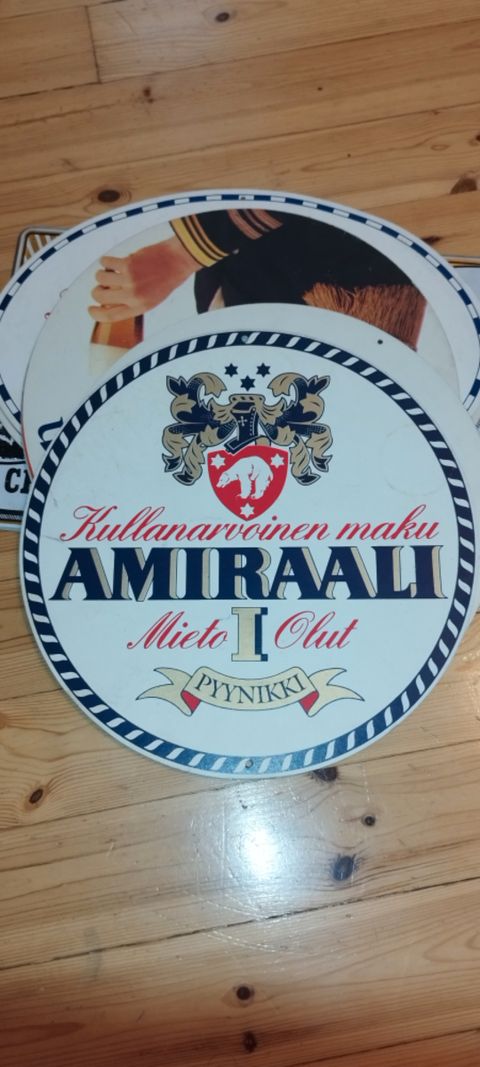 Kullanarvoinen maku
AMIRAALI
Mieto I Olut
PYYNIKKI